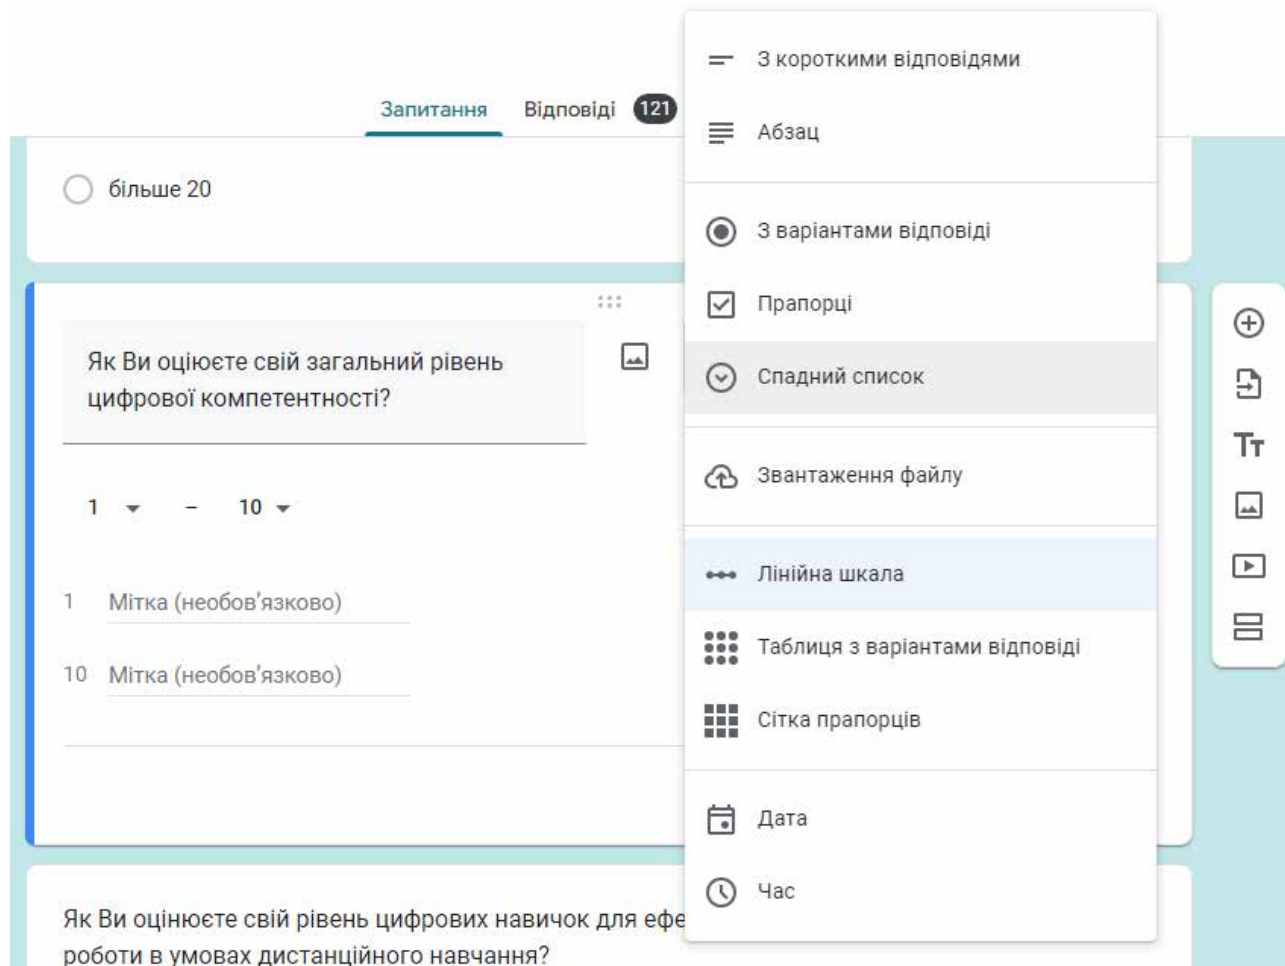 Запитання Відповіді 121
більше 20
Як Ви оціюєте свій загальний рівень
цифрової компетентності?
1 – 10
1 Мітка (необов'язково)
10 Мітка (необов'язково)
Як Ви оцінюєте свій рівень цифрових навичок для ефе
роботи в умовах дистанційного навчання?
З короткими відповідями
Абзац
З варіантами відповіді
Прапорці
Спадний список
Звантаження файлу
Лінійна шкала
Таблиця з варіантами відповіді
Сітка прапорців
Дата
Час
Тт